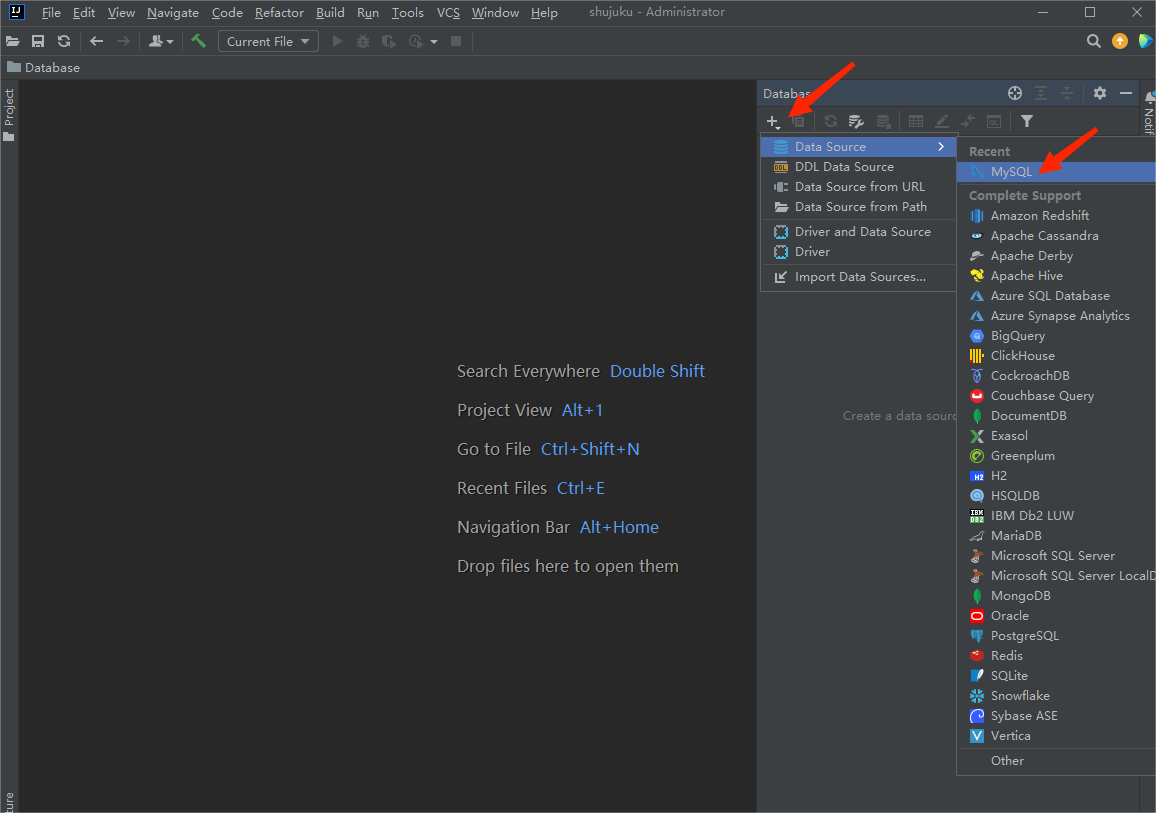 IJ File Edit View Navigate Code Refactor Build Run Tools VCS Window Help shujuku - Administrator
Current File
Database
Project
Databas
Notif
Data Source
DDL Data Source
Data Source from URL
Data Source from Path
Driver and Data Source
Driver
Import Data Sources...
Recent
MySQL
Complete Support
Amazon Redshift
Apache Cassandra
Apache Derby
Apache Hive
Azure SQL Database
Azure Synapse Analytics
BigQuery
ClickHouse
CockroachDB
Couchbase Query
DocumentDB
Exasol
Greenplum
H2
HSQLDB
IBM Db2 LUW
MariaDB
Microsoft SQL Server
Microsoft SQL Server LocalD
MongoDB
Oracle
PostgreSQL
Redis
SQLite
Snowflake
Sybase ASE
Vertica
Other
Search Everywhere Double Shift
Project View Alt+1
Go to File Ctrl+Shift+N
Recent Files Ctrl+E
Navigation Bar Alt+Home
Drop files here to open them
Create a data sourc
ture